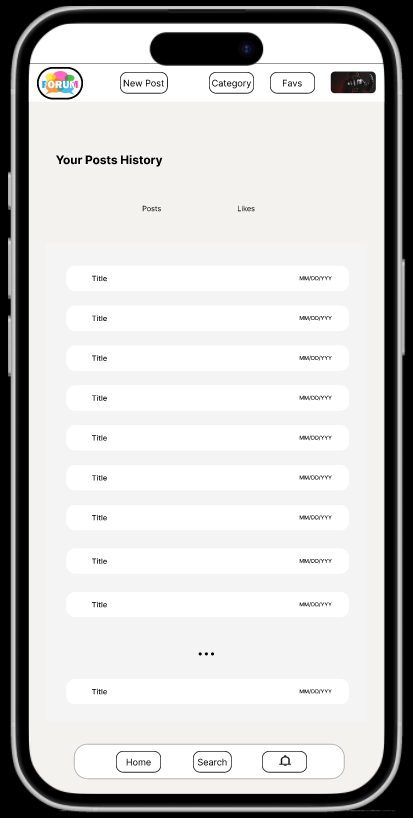 FORUM
New Post
Category
Favs
Your Posts History
Posts Likes
Title MM/DD/YYY
Title MM/DD/YYY
Title MM/DD/YYY
Title MM/DD/YYY
Title MM/DD/YYY
Title MM/DD/YYY
Title MM/DD/YYY
Title MM/DD/YYY
Title MM/DD/YYY
...
Title MM/DD/YYY
Home
Search